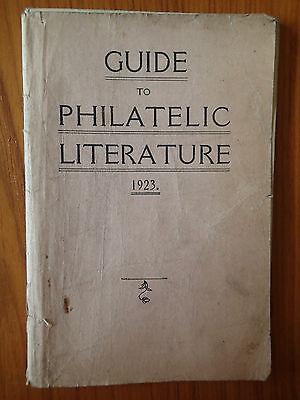 GUIDE
TO
PHILATELIC
LITERATURE
1923.